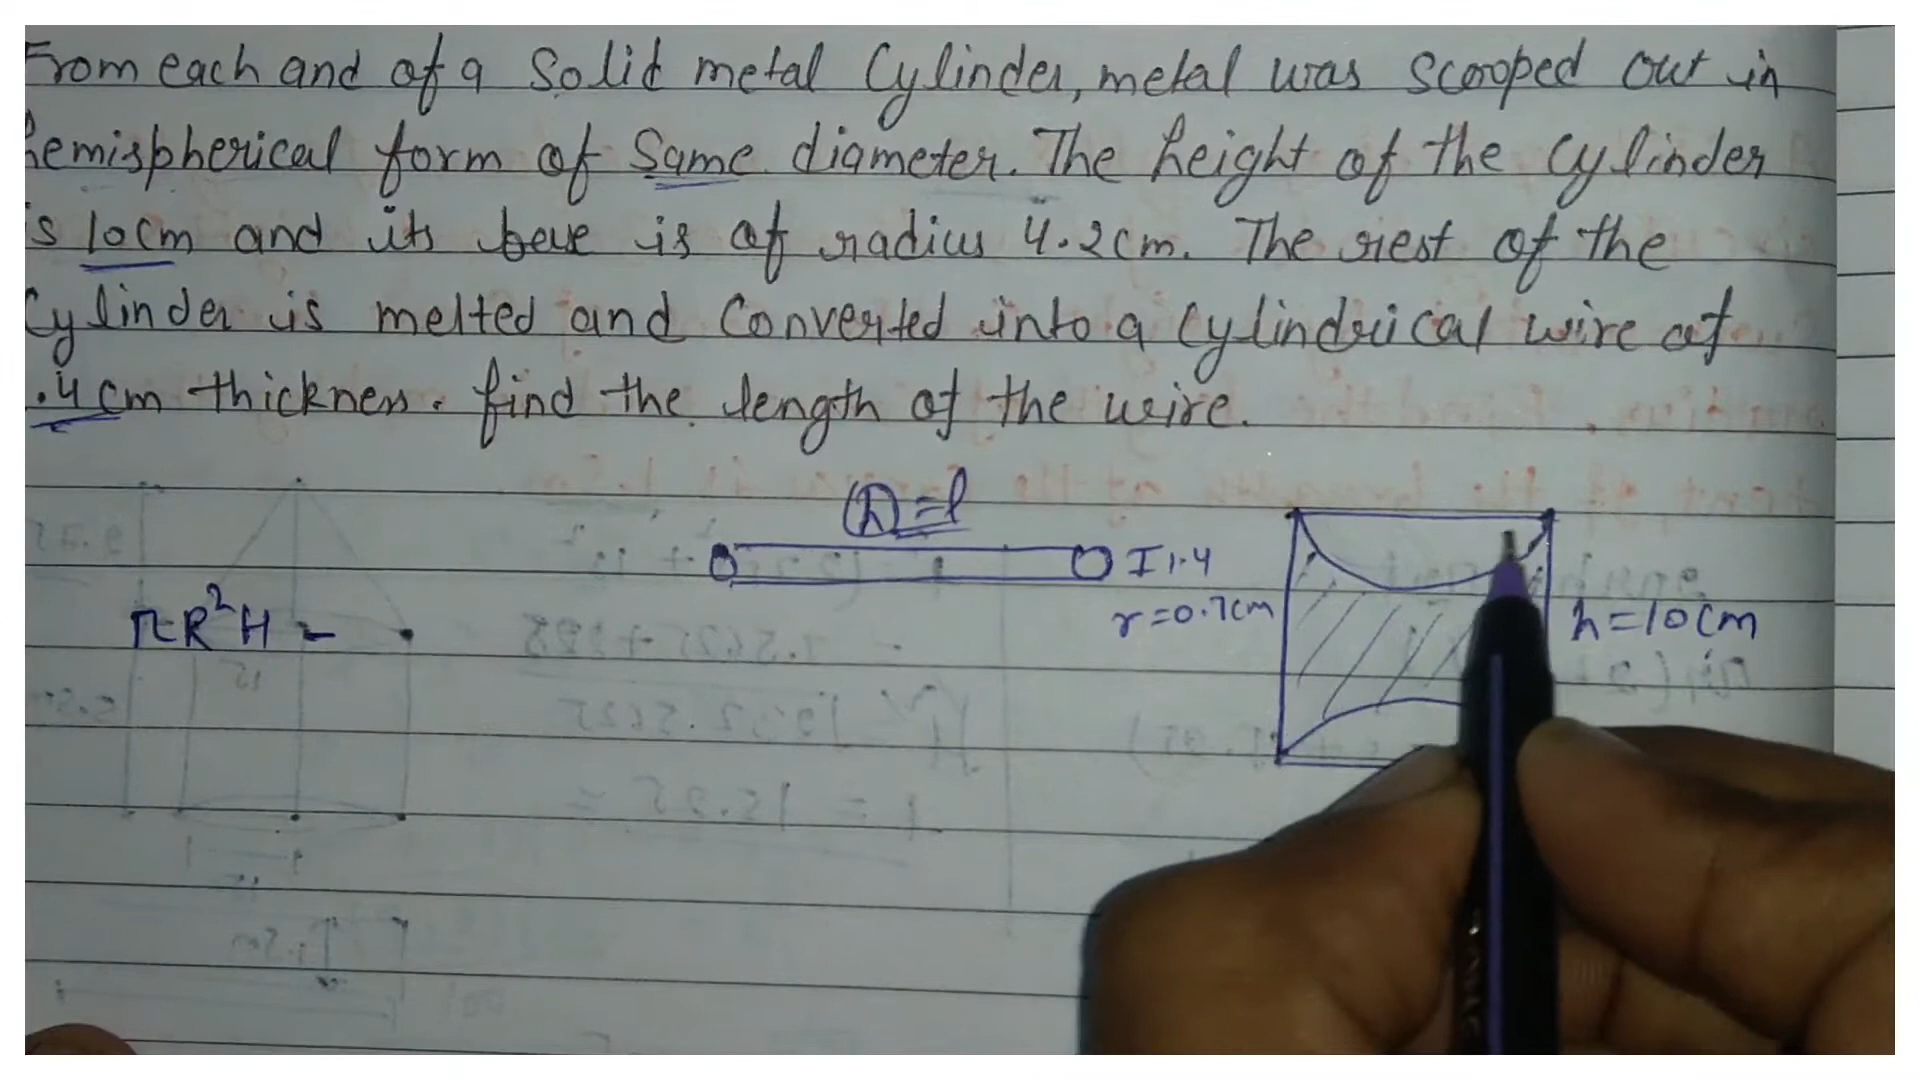 From each and of a Solid metal Cylinder, metal was Scooped out in
hemispherical form of Same diameter. The height of the cylinder
is 10cm and its base is of radius 4.2cm. The rest of the
Cylinder is melted and Converted into a Cylindrical wire of
.4cm thickness. find the length of the wire.
(h) = l
I 1.4
r=0.7cm
h=10cm
πR²H -